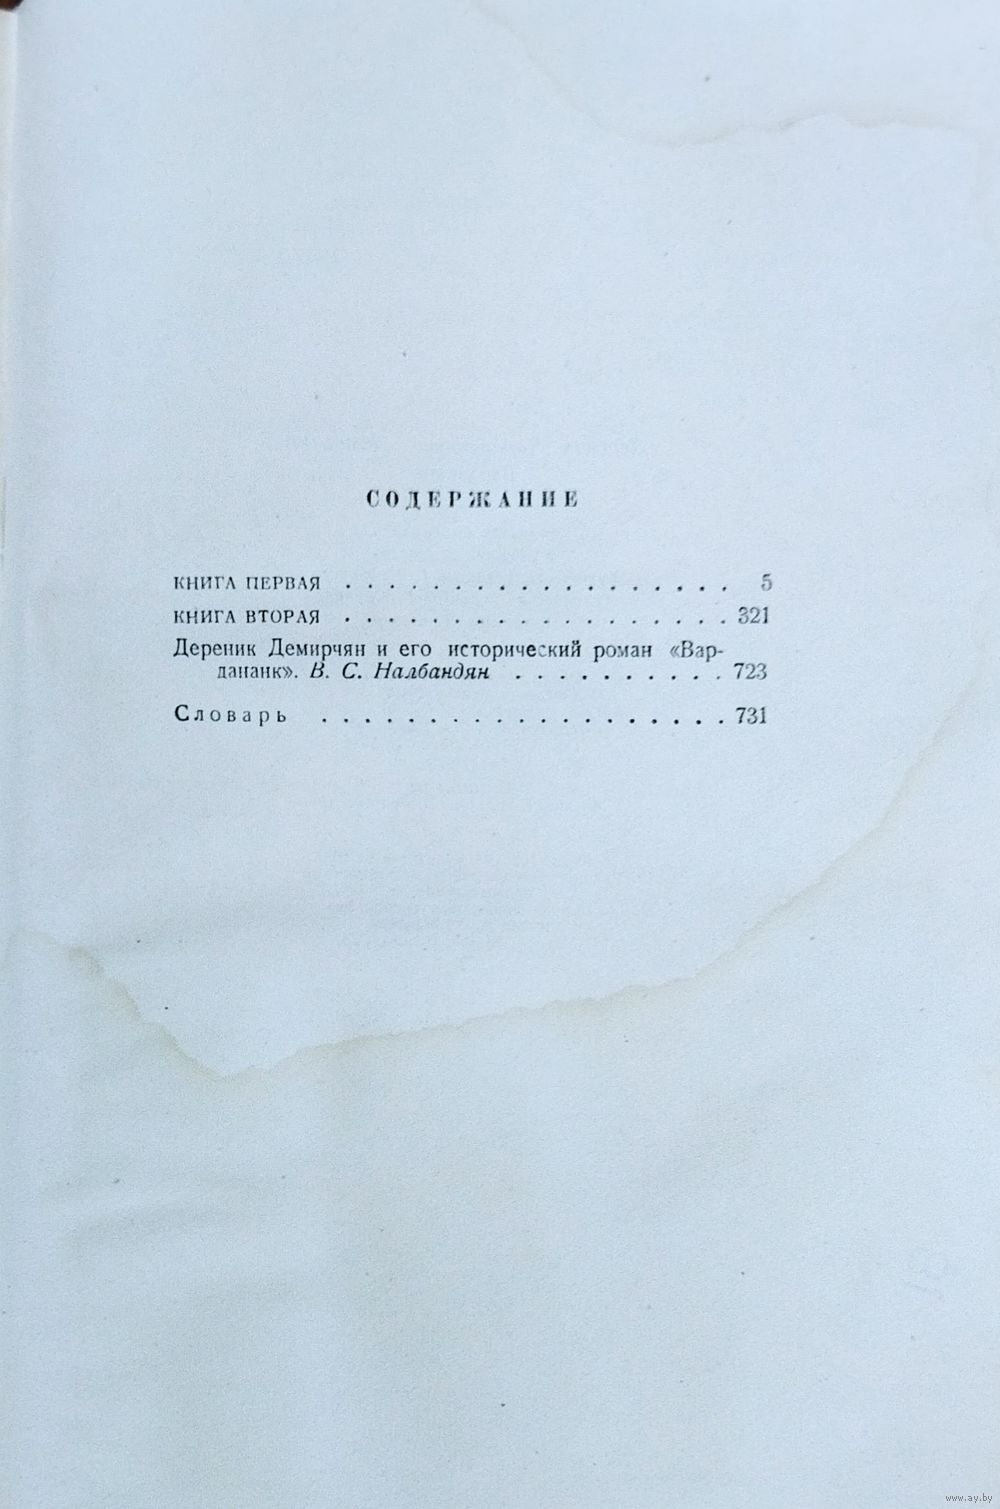 СОДЕРЖАНИЕ
КНИГА ПЕРВАЯ . . . . . . . . . . . . . . . . . . 5
КНИГА ВТОРАЯ . . . . . . . . . . . . . . . . . . 321
Дереник Демирчян и его исторический роман «Вар-
дананк». В. С. Налбандян . . . . . . . . . . 723
Словарь . . . . . . . . . . . . . . . . . . 731
www.ay.by